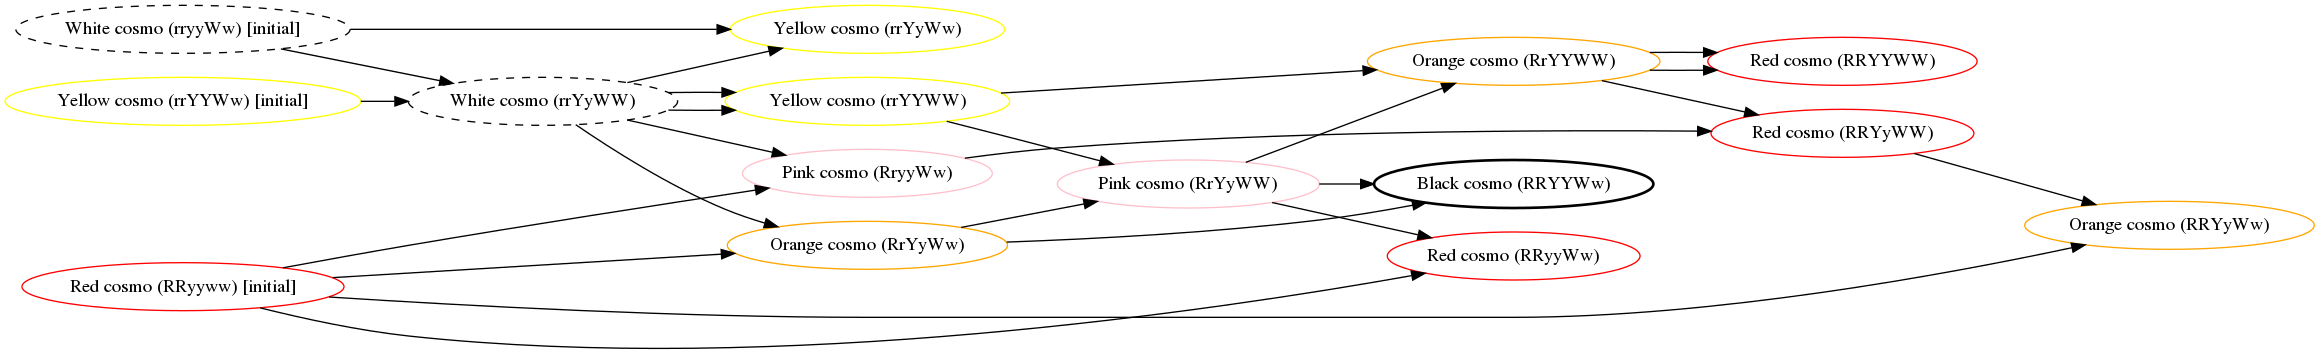 White cosmo (rryyWw) [initial]
Yellow cosmo (rrYyWw)
Orange cosmo (RrYYWW)
Red cosmo (RRYYWW)
Yellow cosmo (rrYYWw) [initial]
White cosmo (rrYyWW)
Yellow cosmo (rrYYWW)
Red cosmo (RRYyWW)
Pink cosmo (RryyWw)
Pink cosmo (RrYyWW)
Black cosmo (RRYYWw)
Orange cosmo (RRYyWw)
Orange cosmo (RrYyWw)
Red cosmo (RRyyWw)
Red cosmo (RRyyww) [initial]